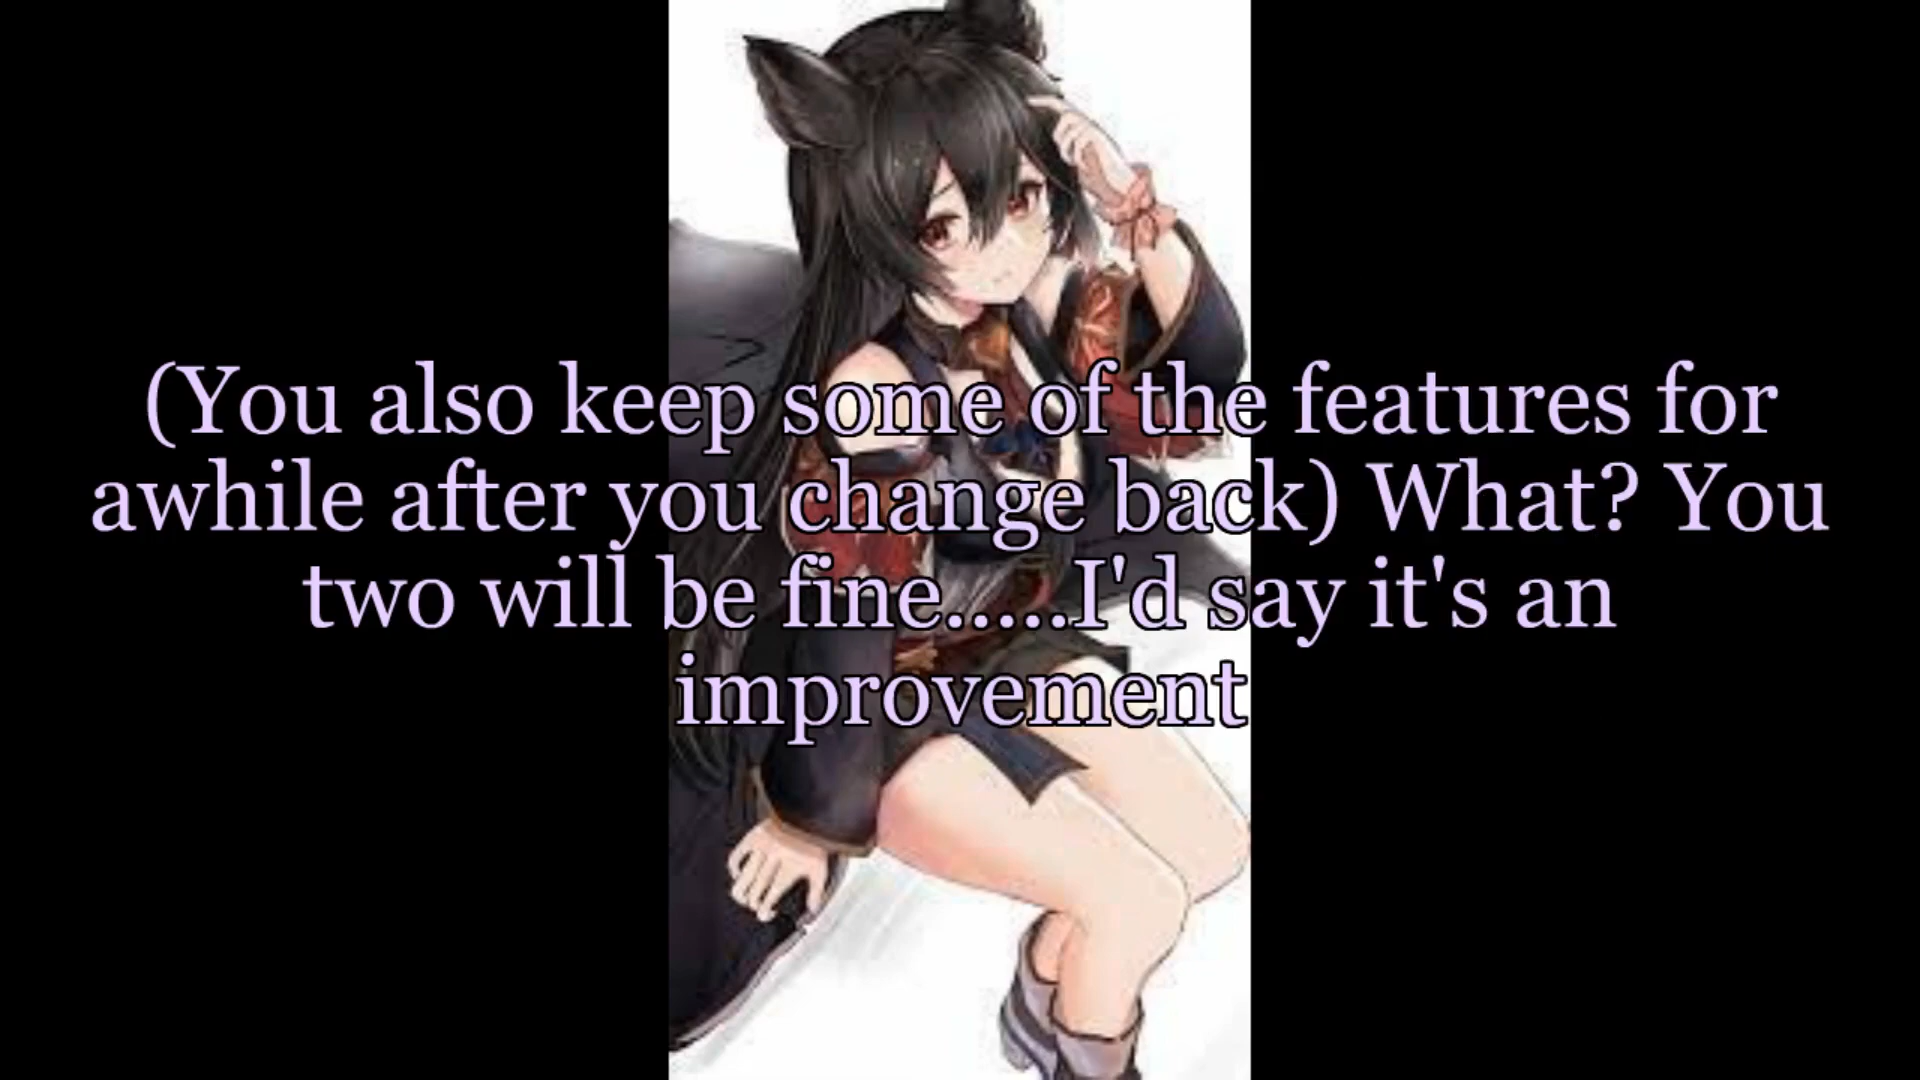 (You also keep some of the features for
awhile after you change back) What? You
two will be fine.....I'd say it's an
improvement